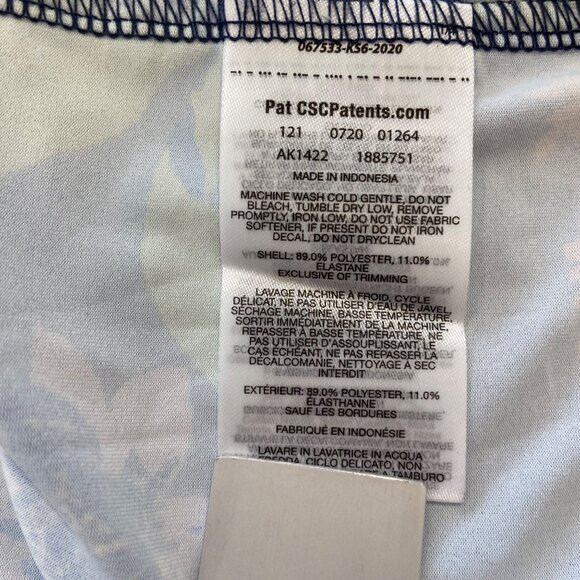 067533-KS6-2020
Pat CSCPatents.com
121 0720 01264
AK1422 1885751
MADE IN INDONESIA
MACHINE WASH COLD GENTLE, DO NOT
BLEACH, TUMBLE DRY LOW, REMOVE
PROMPTLY, IRON LOW, DO NOT USE FABRIC
SOFTENER, IF PRESENT DO NOT IRON
DECAL, DO NOT DRYCLEAN
SHELL: 89.0% POLYESTER, 11.0%
ELASTANE
EXCLUSIVE OF TRIMMING
LAVAGE MACHINE À FROID, CYCLE
DÉLICAT, NE PAS UTILISER D'EAU DE JAVEL,
SÉCHAGE MACHINE, BASSE TEMPÉRATURE,
SORTIR IMMÉDIATEMENT DE LA MACHINE,
REPASSER À BASSE TEMPÉRATURE, NE
PAS UTILISER D'ASSOUPLISSANT, LE
CAS ÉCHÉANT, NE PAS REPASSER LA
DÉCALCOMANIE, NETTOYAGE À SEC
INTERDIT
EXTÉRIEUR: 89.0% POLYESTER, 11.0%
ÉLASTHANNE
SAUF LES BORDURES
FABRIQUÉ EN INDONÉSIE
LAVARE IN LAVATRICE IN ACQUA
FREDDA, CICLO DELICATO, NON
A TAMBURO